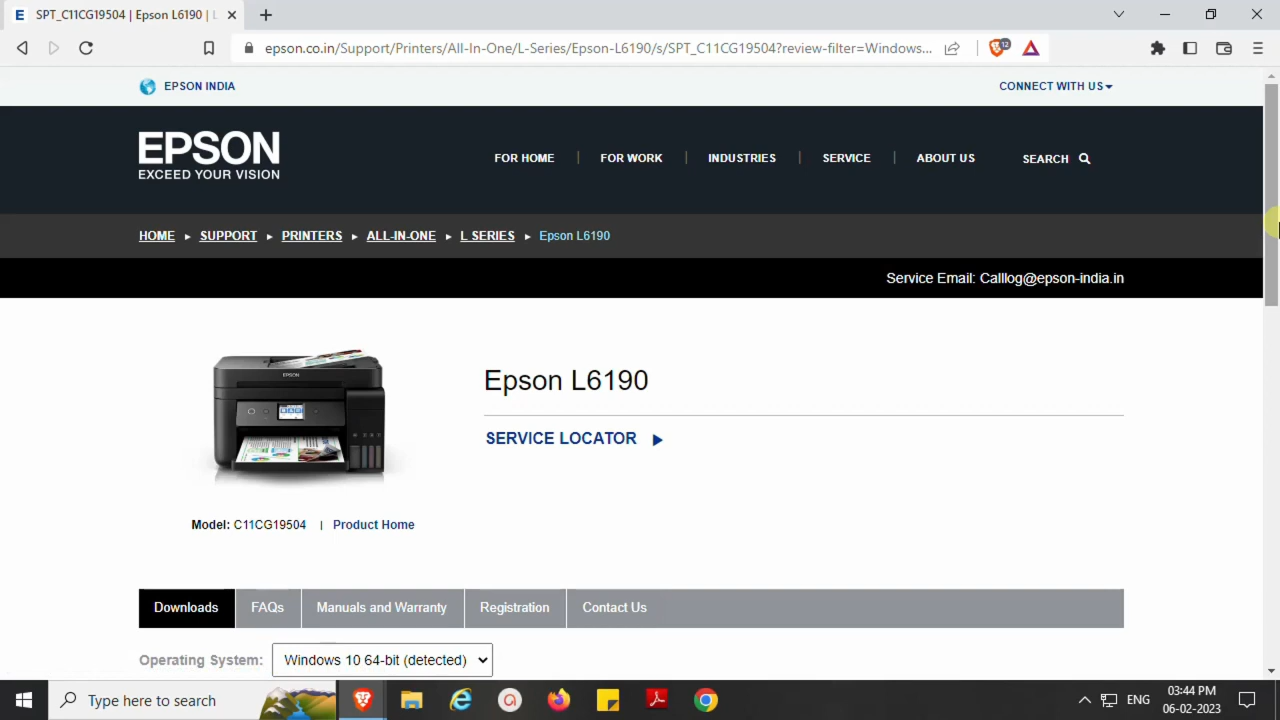 SPT_C11CG19504 | Epson L6190 |
epson.co.in/Support/Printers/All-In-One/L-Series/Epson-L6190/s/SPT_C11CG19504?review-filter=Windows...
12
EPSON INDIA
CONNECT WITH US
EPSON
EXCEED YOUR VISION
FOR HOME | FOR WORK | INDUSTRIES | SERVICE | ABOUT US
SEARCH
HOME ▸ SUPPORT ▸ PRINTERS ▸ ALL-IN-ONE ▸ L SERIES ▸ Epson L6190
Service Email: Calllog@epson-india.in
EPSON
Epson L6190
SERVICE LOCATOR
Model: C11CG19504 | Product Home
Downloads
FAQs
Manuals and Warranty
Registration
Contact Us
Operating System: Windows 10 64-bit (detected)
Type here to search
ENG
03:44 PM
06-02-2023